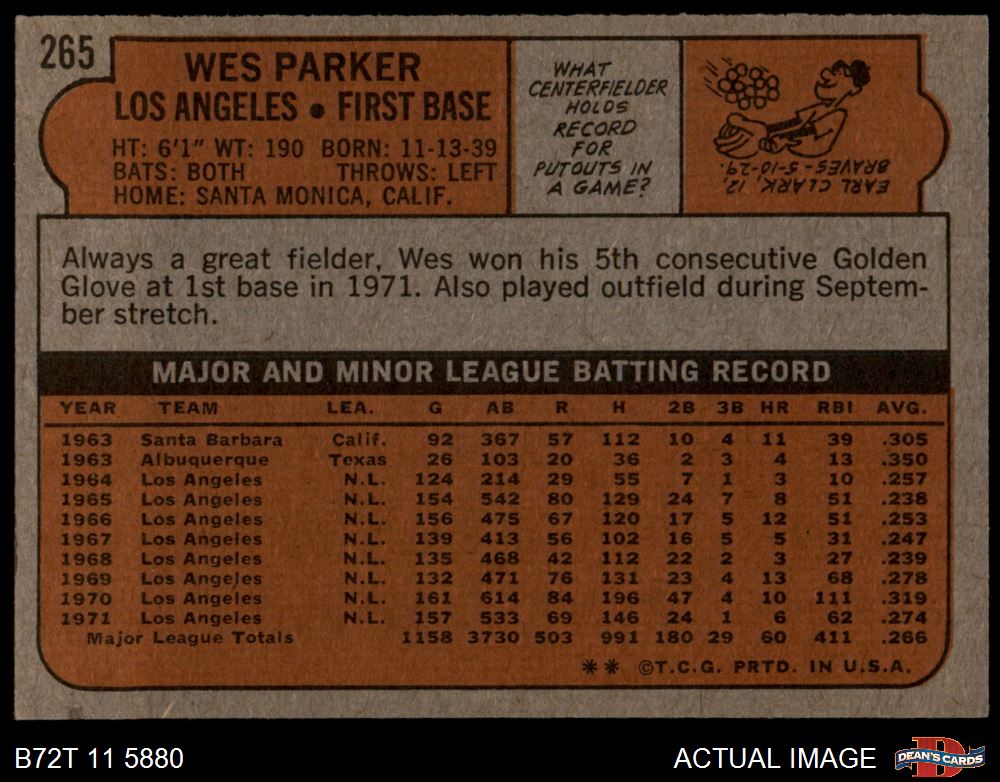 265
WES PARKER
LOS ANGELES • FIRST BASE
HT: 6'1" WT: 190 BORN: 11-13-39
BATS: BOTH THROWS: LEFT
HOME: SANTA MONICA, CALIF.
WHAT
CENTERFIELDER
HOLDS
RECORD
FOR
PUTOUTS IN
A GAME?
EARL CLARK, 12,
BRAVES-5-10-29.
Always a great fielder, Wes won his 5th consecutive Golden
Glove at 1st base in 1971. Also played outfield during Septem-
ber stretch.
MAJOR AND MINOR LEAGUE BATTING RECORD
YEAR TEAM LEA. G AB R H 2B 3B HR RBI AVG.
1963 Santa Barbara Calif. 92 367 57 112 10 4 11 39 .305
1963 Albuquerque Texas 26 103 20 36 2 3 4 13 .350
1964 Los Angeles N.L. 124 214 29 55 7 1 3 10 .257
1965 Los Angeles N.L. 154 542 80 129 24 7 8 51 .238
1966 Los Angeles N.L. 156 475 67 120 17 5 12 51 .253
1967 Los Angeles N.L. 139 413 56 102 16 5 5 31 .247
1968 Los Angeles N.L. 135 468 42 112 22 2 3 27 .239
1969 Los Angeles N.L. 132 471 76 131 23 4 13 68 .278
1970 Los Angeles N.L. 161 614 84 196 47 4 10 111 .319
1971 Los Angeles N.L. 157 533 69 146 24 1 6 62 .274
Major League Totals 1158 3730 503 991 180 29 60 411 .266
** ©T.C.G. PRTD. IN U.S.A.
B72T 11 5880
ACTUAL IMAGE
D
DEAN'S CARDS